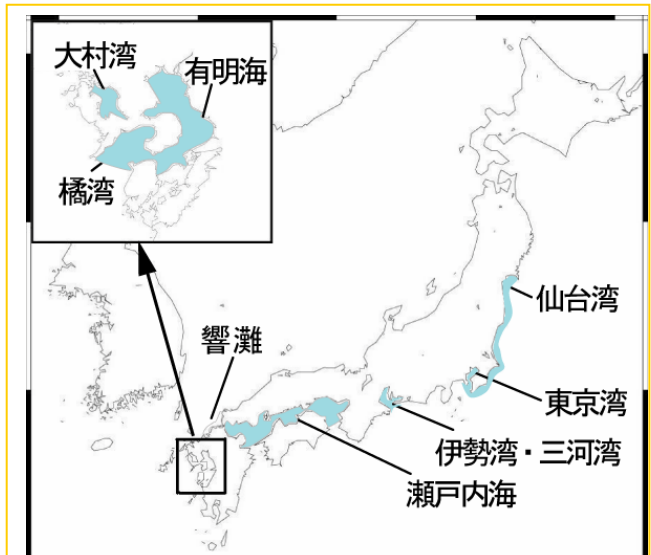 大村湾
有明海
橘湾
響灘
仙台湾
東京湾
伊勢湾・三河湾
瀬戸内海